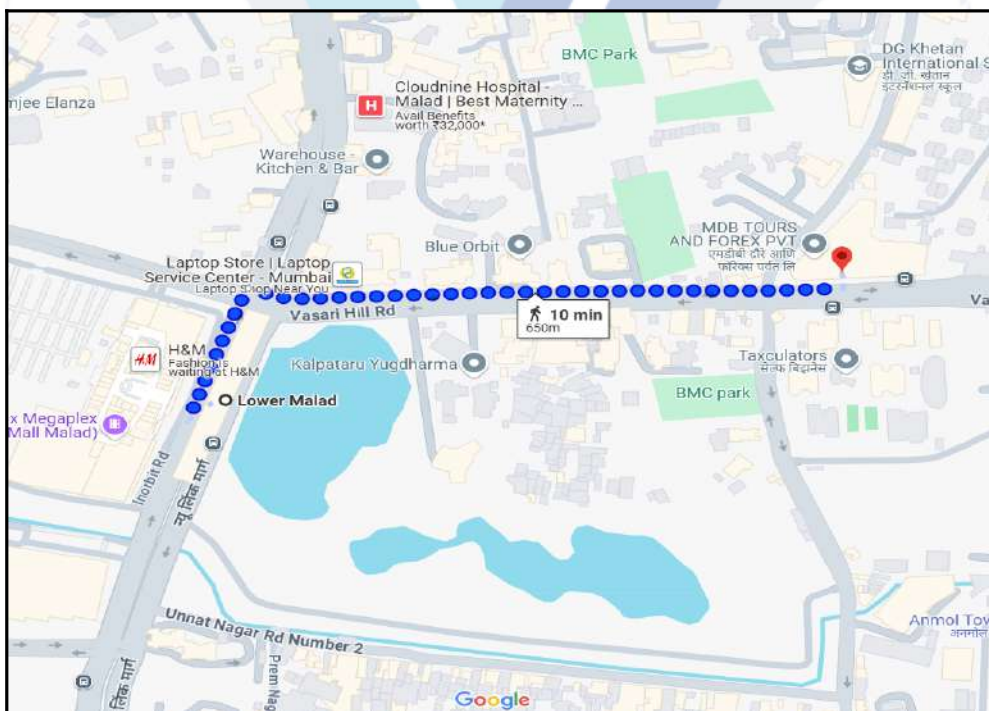 BMC Park
DG Khetan
International S
डी. जी. खेतान
इंटरनॅशनल स्कूल
mjee Elanza
H
Cloudnine Hospital -
Malad | Best Maternity ...
Avail Benefits
worth ₹32,000*
Warehouse -
Kitchen & Bar
Blue Orbit
MDB TOURS
AND FOREX PVT
एमडीबी टूर्स आणि
Laptop Store | Laptop
Service Center - Mumbai
Laptop Shop Near You
Vasari Hill Rd
Va
10 min
650m
H&M
H&M
Fashion is
waiting at H&M
Kalpataru Yugdharma
Taxculators
Lower Malad
BMC park
x Megaplex
Mall Malad)
Inorbit Rd
न्यू लिंक मार्ग
Unnat Nagar Rd Number 2
Anmol Tow
अनमोल
Prem Nag
लिंक मार्ग
Google